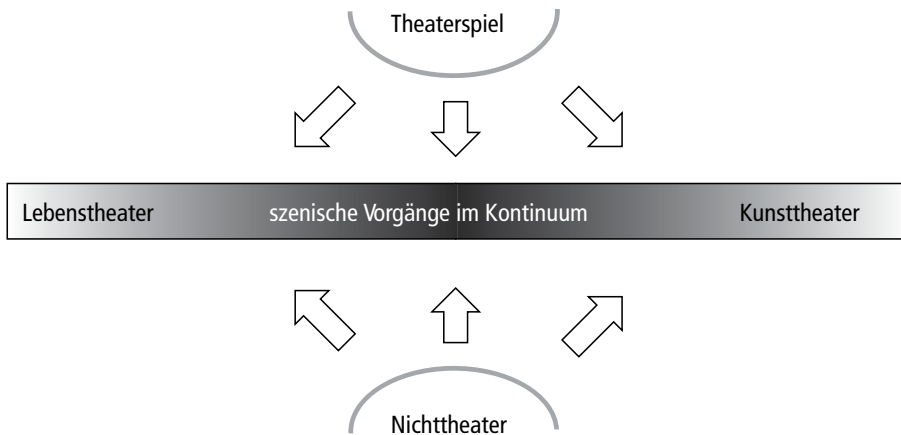 Theaterspiel
Lebenstheater szenische Vorgänge im Kontinuum Kunsttheater
Nichttheater